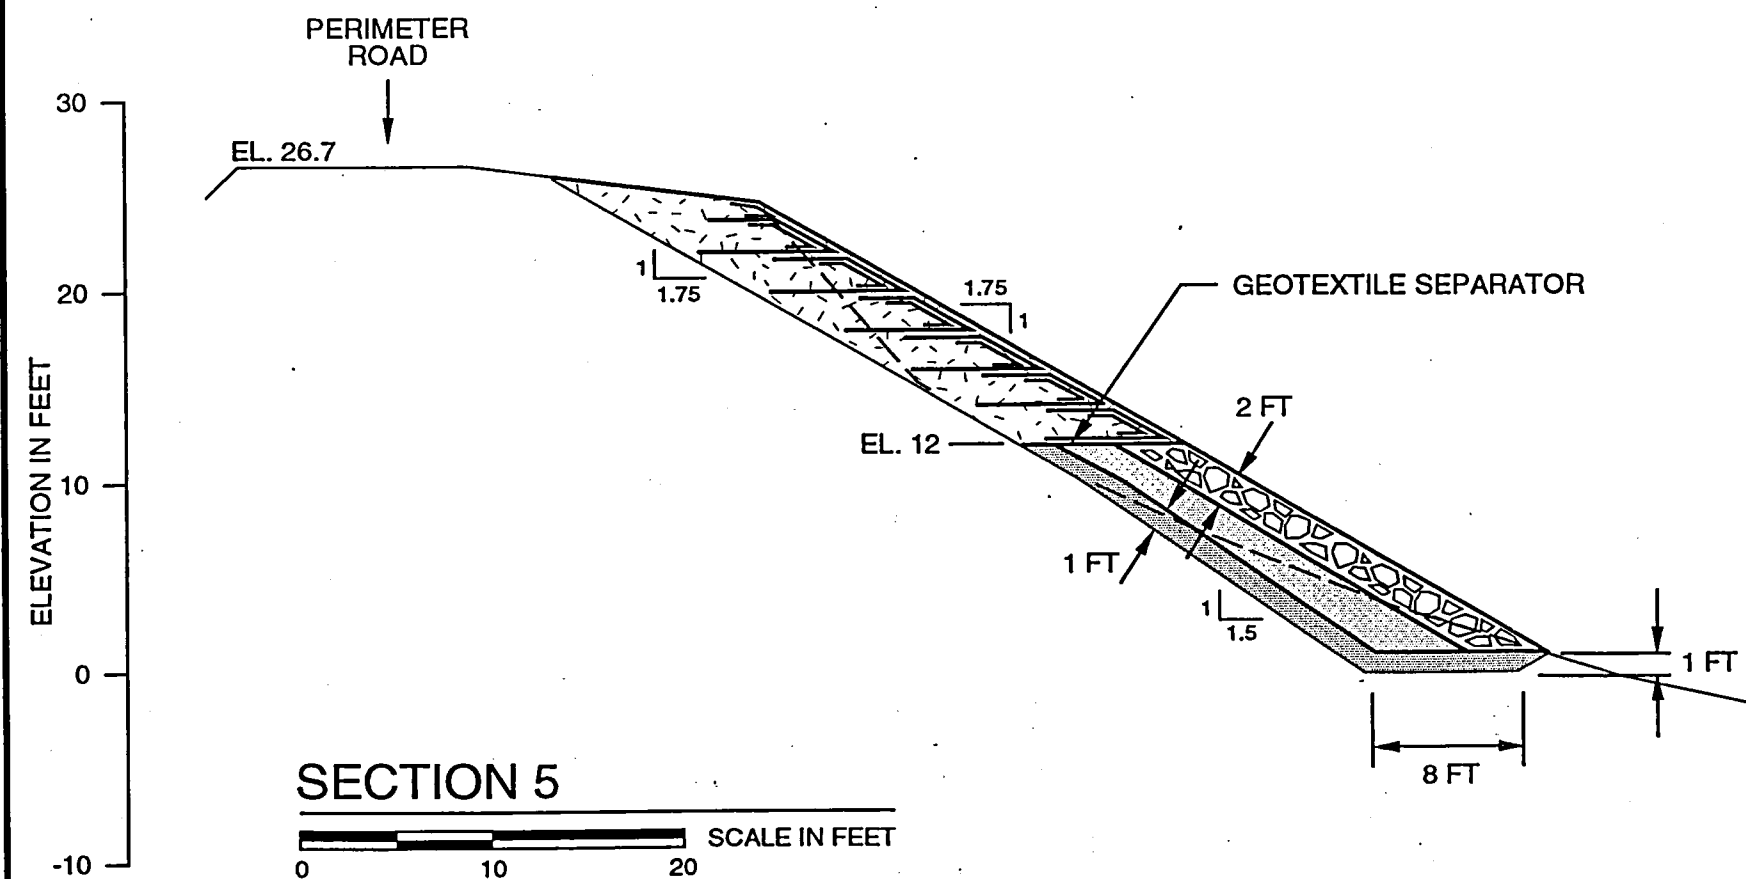 PERIMETER
ROAD
30
EL. 26.7
1
1.75
20
1.75
1
GEOTEXTILE SEPARATOR
ELEVATION IN FEET
2 FT
EL. 12
10
1 FT
1
1.5
0
1 FT
8 FT
SECTION 5
SCALE IN FEET
0 10 20
-10